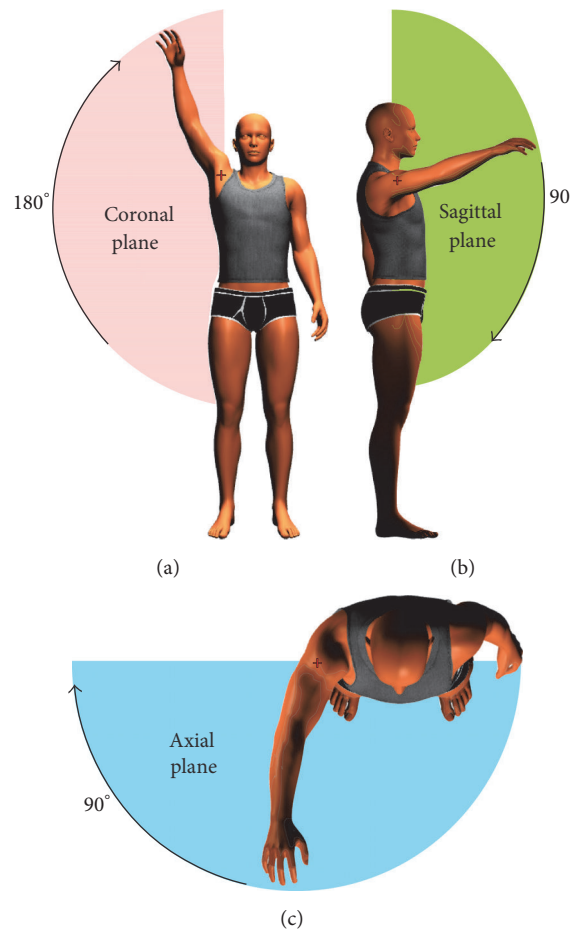 180°
Coronal
plane
90
Sagittal
plane
(a)
(b)
Axial
plane
90°
(c)